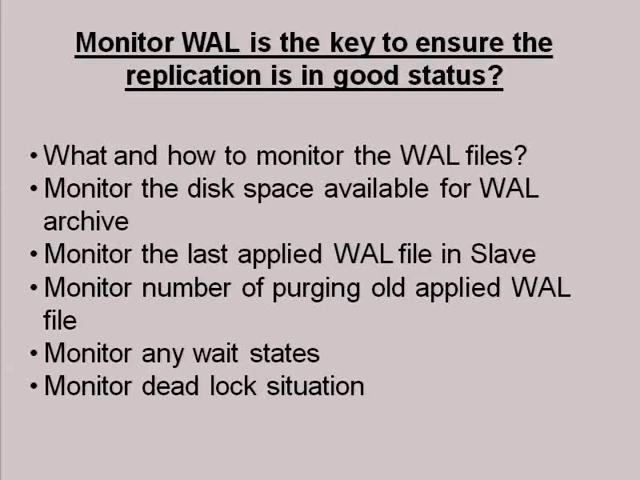 Monitor WAL is the key to ensure the
replication is in good status?
• What and how to monitor the WAL files?
• Monitor the disk space available for WAL
archive
• Monitor the last applied WAL file in Slave
• Monitor number of purging old applied WAL
file
• Monitor any wait states
• Monitor dead lock situation